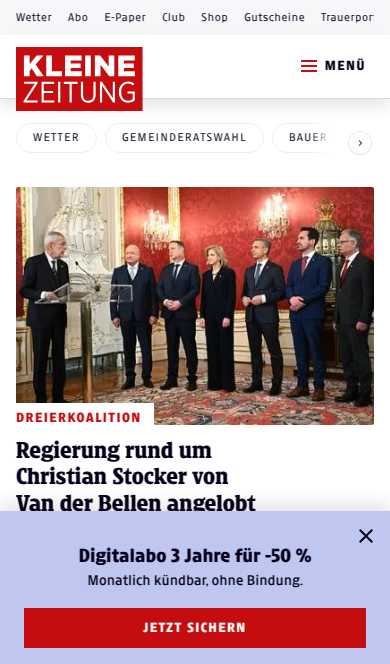 Wetter Abo E-Paper Club Shop Gutscheine Trauerpor
KLEINE
ZEITUNG
MENÜ
WETTER GEMEINDERATSWAHL BAUER
DREIERKOALITION
Regierung rund um
Christian Stocker von
Van der Bellen angelobt
Digitalabo 3 Jahre für -50 %
Monatlich kündbar, ohne Bindung.
JETZT SICHERN